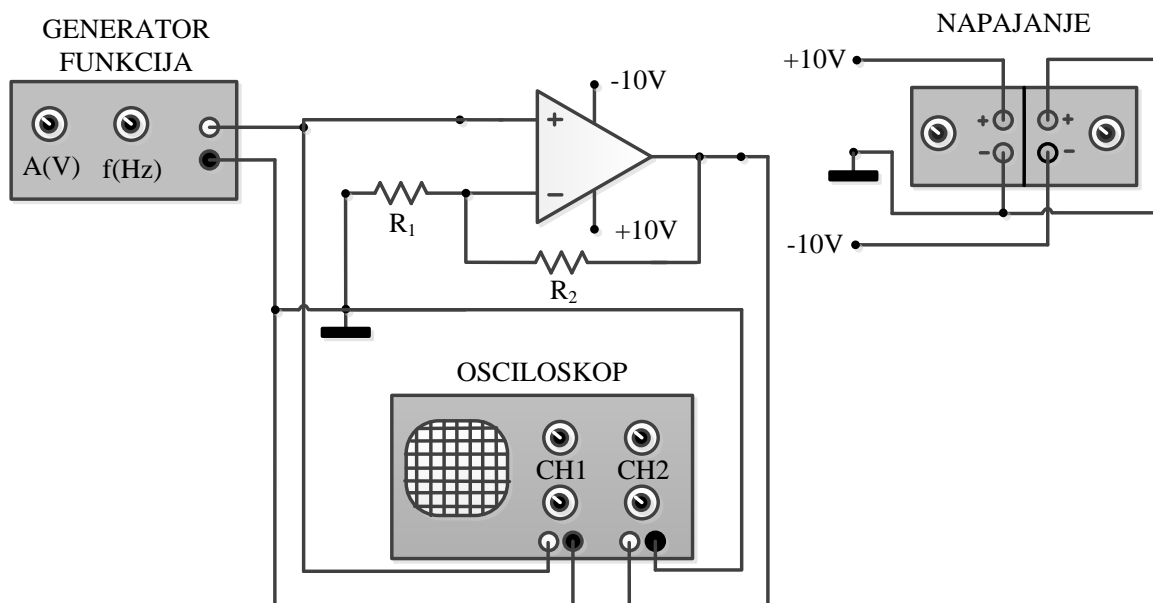 GENERATOR
FUNKCIJA
A(V)
f(Hz)
-10V
+
−
+10V
R1
R2
NAPAJANJE
+10V
+
+
−
−
-10V
OSCILOSKOP
CH1
CH2